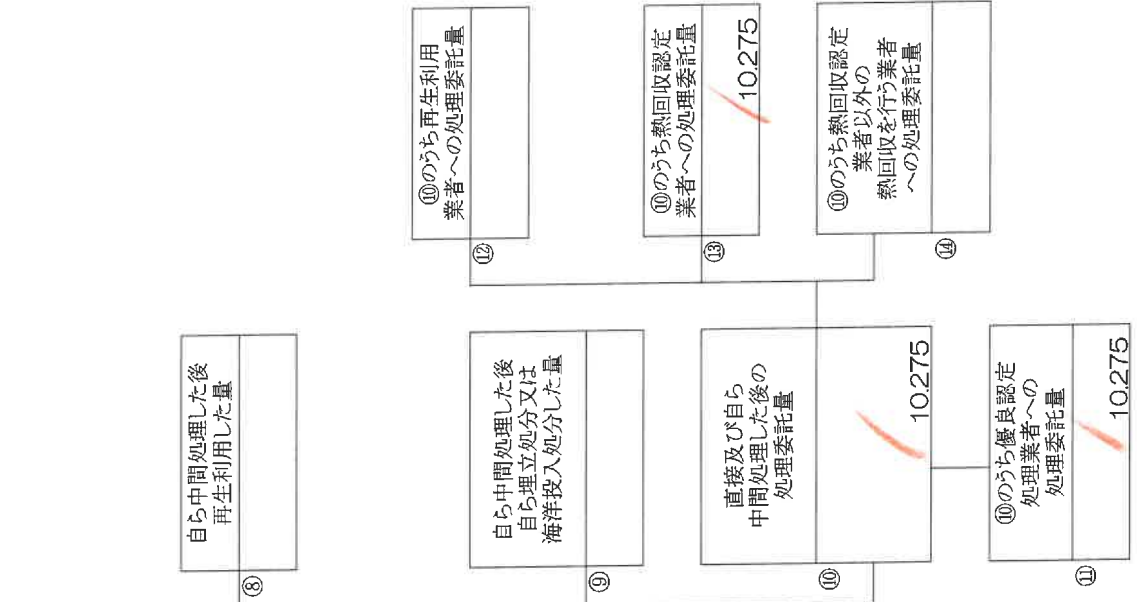 ⑧
自ら中間処理した後
再生利用した量
⑨
自ら中間処理した後
自ら埋立処分又は
海洋投入処分した量
⑩
直接及び自ら
中間処理した後の
処理委託量
10.275
⑪
⑩のうち優良認定
処理業者への
処理委託量
10.275
⑫
⑩のうち再生利用
業者への処理委託量
⑬
⑩のうち熱回収認定
業者への処理委託量
10.275
⑭
⑩のうち熱回収認定
業者以外の
熱回収を行う業者
への処理委託量